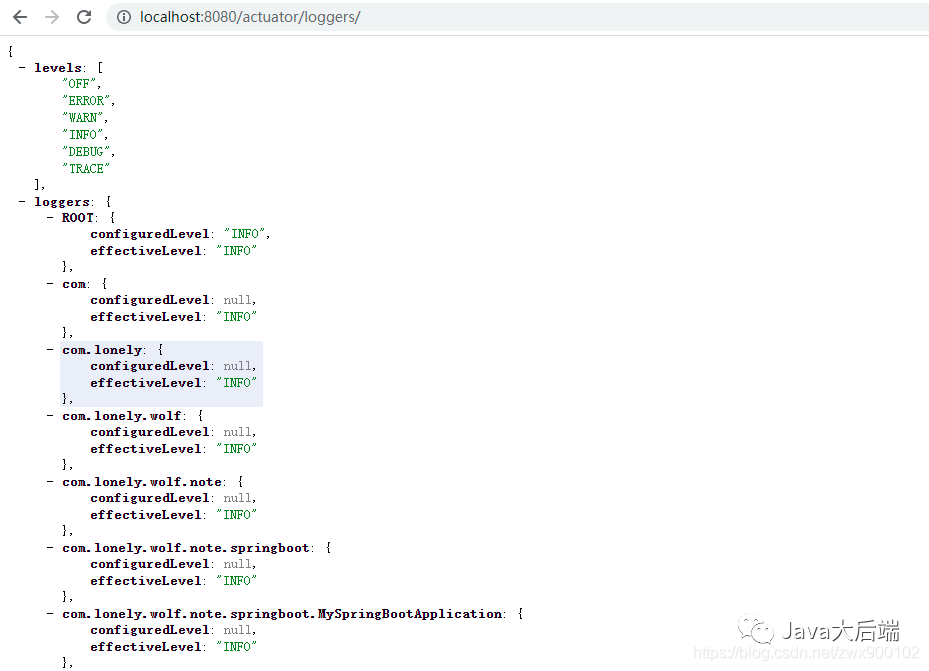 localhost:8080/actuator/loggers/
{
- levels: [
"OFF",
"ERROR",
"WARN",
"INFO",
"DEBUG",
"TRACE"
],
- loggers: {
- ROOT: {
configuredLevel: "INFO",
effectiveLevel: "INFO"
},
- com: {
configuredLevel: null,
effectiveLevel: "INFO"
},
- com.lonely: {
configuredLevel: null,
effectiveLevel: "INFO"
},
- com.lonely.wolf: {
configuredLevel: null,
effectiveLevel: "INFO"
},
- com.lonely.wolf.note: {
configuredLevel: null,
effectiveLevel: "INFO"
},
- com.lonely.wolf.note.springboot: {
configuredLevel: null,
effectiveLevel: "INFO"
},
- com.lonely.wolf.note.springboot.MySpringBootApplication: {
configuredLevel: null,
effectiveLevel: "INFO"
},
Java大后端
https://blog.csdn.net/zwx900102